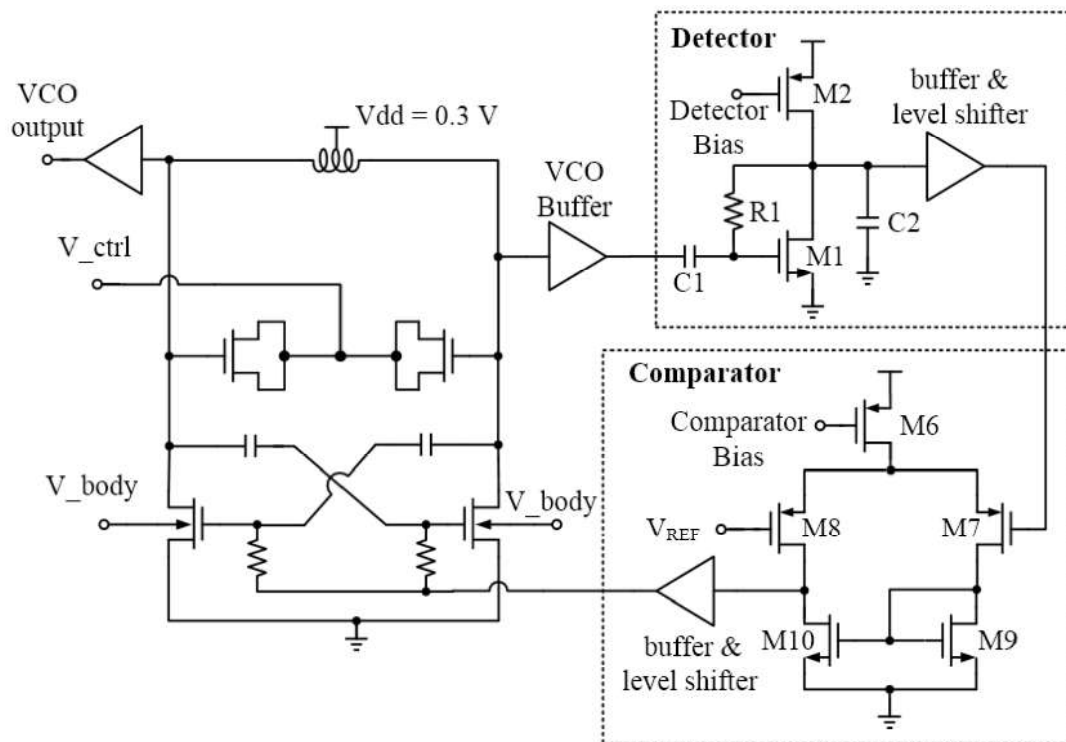 Detector
M2
Detector
Bias
buffer &
level shifter
VCO
output
Vdd = 0.3 V
VCO
Buffer
R1
C2
M1
C1
V_ctrl
Comparator
Comparator
Bias
M6
V_body
V_body
VREF
M8
M7
M10
M9
buffer &
level shifter